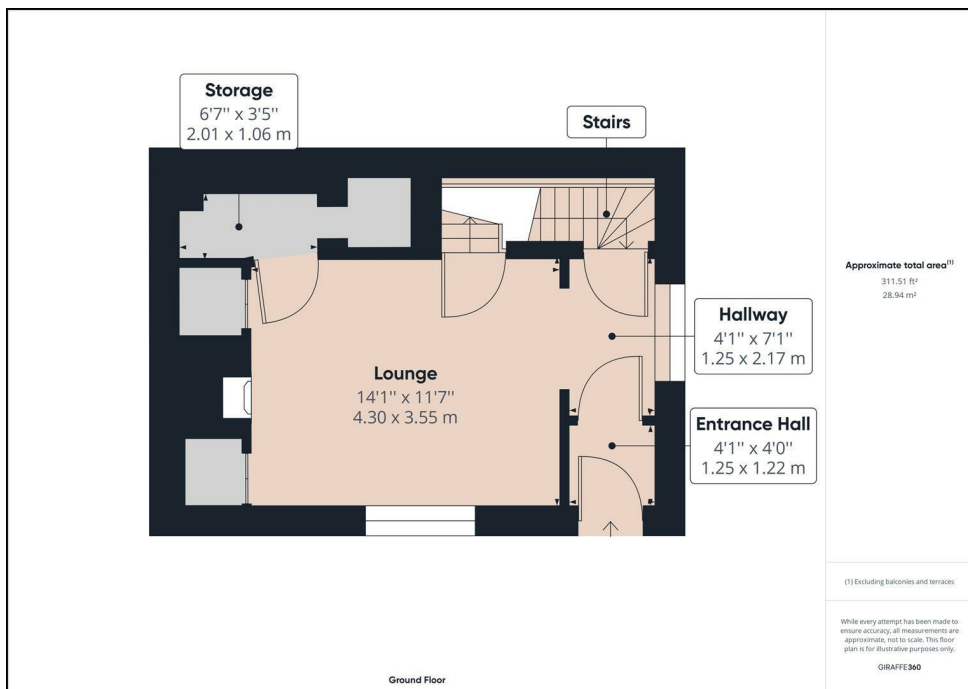 Storage
6'7'' x 3'5''
2.01 x 1.06 m
Stairs
Hallway
4'1'' x 7'1''
1.25 x 2.17 m
Lounge
14'1'' x 11'7''
4.30 x 3.55 m
Entrance Hall
4'1'' x 4'0''
1.25 x 1.22 m
Ground Floor
Approximate total area(1)
311.51 ft²
28.94 m²
(1) Excluding balconies and terraces
While every attempt has been made to
ensure accuracy, all measurements are
approximate, not to scale. This floor
plan is for illustrative purposes only.
GIRAFFE360